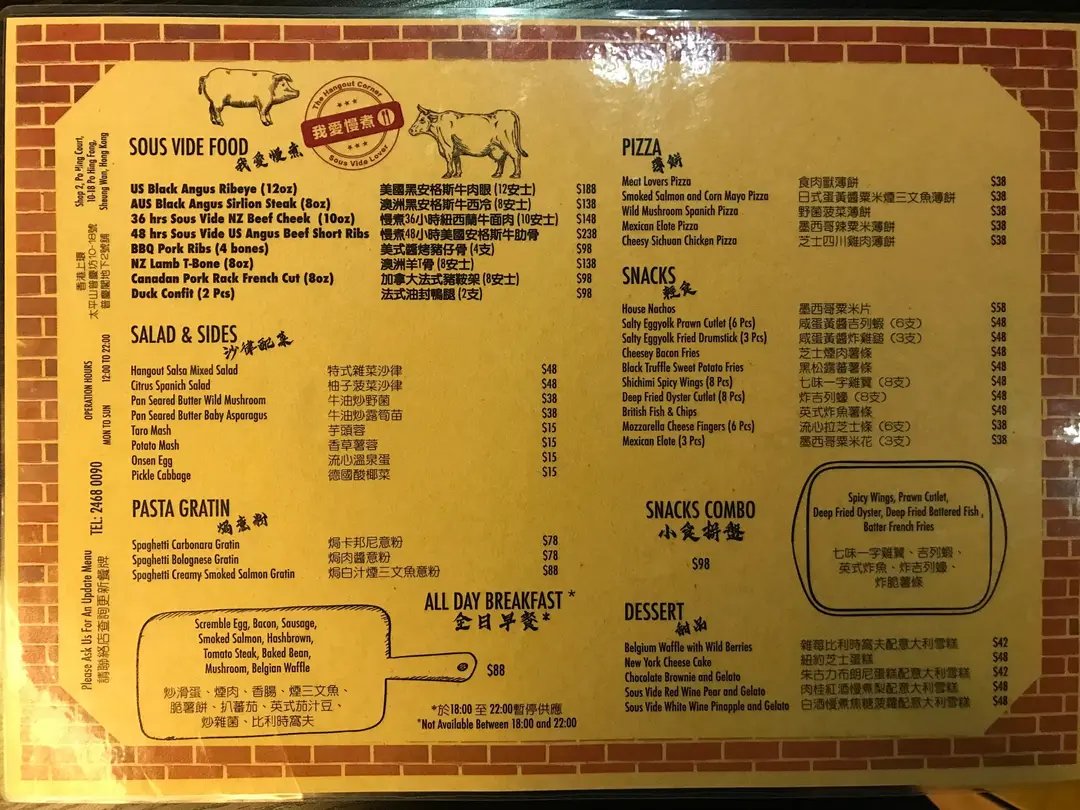 Shop 2, Po Hing Court,
10-18 Po Hing Fong,
Sheung Wan, Hong Kong
香港上環
太平山普慶坊10-18號
普慶閣地下2號舖
OPERATION HOURS
MON TO SUN 12:00 TO 22:00
TEL: 2468 0090
Please Ask Us For An Update Menu
請聯絡店查詢更新餐牌
The Hangout Corner
我愛慢煮
Sous Vide Lover
SOUS VIDE FOOD
我愛慢煮
US Black Angus Ribeye (12oz) 美國黑安格斯牛肉眼 (12安士) $188
AUS Black Angus Sirlion Steak (8oz) 澳洲黑安格斯牛西冷 (8安士) $138
36 hrs Sous Vide NZ Beef Cheek (10oz) 慢煮36小時紐西蘭牛面肉 (10安士) $148
48 hrs Sous Vide US Angus Beef Short Ribs 慢煮48小時美國安格斯牛肋骨 $238
BBQ Pork Ribs (4 bones) 美式醬烤豬仔骨 (4支) $98
NZ Lamb T-Bone (8oz) 澳洲羊T骨 (8安士) $138
Canadan Pork Rack French Cut (8oz) 加拿大法式豬鞍架 (8安士) $98
Duck Confit (2 Pcs) 法式油封鴨腿 (2支) $98
SALAD & SIDES
沙律配菜
Hangout Salsa Mixed Salad 特式雜菜沙律 $48
Citrus Spanich Salad 柚子菠菜沙律 $48
Pan Seared Butter Wild Mushroom 牛油炒野菌 $38
Pan Seared Butter Baby Asparagus 牛油炒露筍苗 $38
Taro Mash 芋頭蓉 $15
Potato Mash 香草薯蓉 $15
Onsen Egg 流心溫泉蛋 $15
Pickle Cabbage 德國酸椰菜 $15
PASTA GRATIN
焗意粉
Spaghetti Carbonara Gratin 焗卡邦尼意粉 $78
Spaghetti Bolagnese Gratin 焗肉醬意粉 $78
Spaghetti Creamy Smoked Salmon Gratin 焗白汁煙三文魚意粉 $88
ALL DAY BREAKFAST *
全日早餐*
Scremble Egg, Bacon, Sausage,
Smoked Salmon, Hashbrown,
Tomato Steak, Baked Bean,
Mushroom, Belgian Waffle
炒滑蛋、煙肉、香腸、煙三文魚、
脆薯餅、扒蕃茄、英式茄汁豆、
炒雜菌、比利時窩夫
$88
*於18:00 至 22:00暫停供應
*Not Available Between 18:00 and 22:00
PIZZA
薄餅
Meat Lovers Pizza 食肉獸薄餅 $38
Smoked Salmon and Corn Mayo Pizza 日式蛋黃醬粟米煙三文魚薄餅 $38
Wild Mushroom Spanich Pizza 野菌菠菜薄餅 $38
Mexican Elote Pizza 墨西哥辣粟米薄餅 $38
Cheesy Sichuan Chicken Pizza 芝士四川雞肉薄餅 $38
SNACKS
輕食
House Nachos 墨西哥粟米片 $58
Salty Eggyolk Prawn Cutlet (6 Pcs) 咸蛋黃醬吉列蝦 (6支) $48
Salty Eggyolk Fried Drumstick (3 Pcs) 咸蛋黃醬炸雞鎚 (3支) $48
Cheesey Bacon Fries 芝士煙肉薯條 $48
Black Truffle Sweet Potato Fries 黑松露蕃薯條 $48
Shichimi Spicy Wings (8 Pcs) 七味一字雞翼 (8支) $48
Deep Fried Oyster Cutlet (8 Pcs) 炸吉列蠔 (8支) $48
British Fish & Chips 英式炸魚薯條 $48
Mozzarella Cheese Fingers (6 Pcs) 流心拉芝士條 (6支) $38
Mexican Elote (3 Pcs) 墨西哥粟米花 (3支) $38
SNACKS COMBO
小食拼盤
$98
Spicy Wings, Prawn Cutlet,
Deep Fried Oyster, Deep Fried Battered Fish ,
Batter French Fries
七味一字雞翼、吉列蝦、
英式炸魚、炸吉列蠔、
炸脆薯條
DESSERT
甜品
Belgium Waffle with Wild Berries 雜莓比利時窩夫配意大利雪糕 $42
New York Cheese Cake 紐約芝士蛋糕 $48
Chocolate Brownie and Gelato 朱古力布朗尼蛋糕配意大利雪糕 $42
Sous Vide Red Wine Pear and Gelato 肉桂紅酒慢煮梨配意大利雪糕 $48
Sous Vide White Wine Pinapple and Gelato 白酒慢煮焦糖菠蘿配意大利雪糕 $48